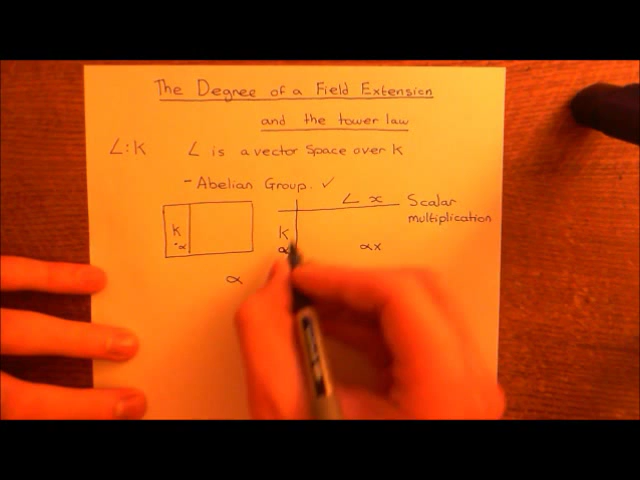 The Degree of a Field Extension
and the tower law
L:K L is a vector space over K
- Abelian Group. ✓
L x Scalar
multiplication
K K
·α α αx
α